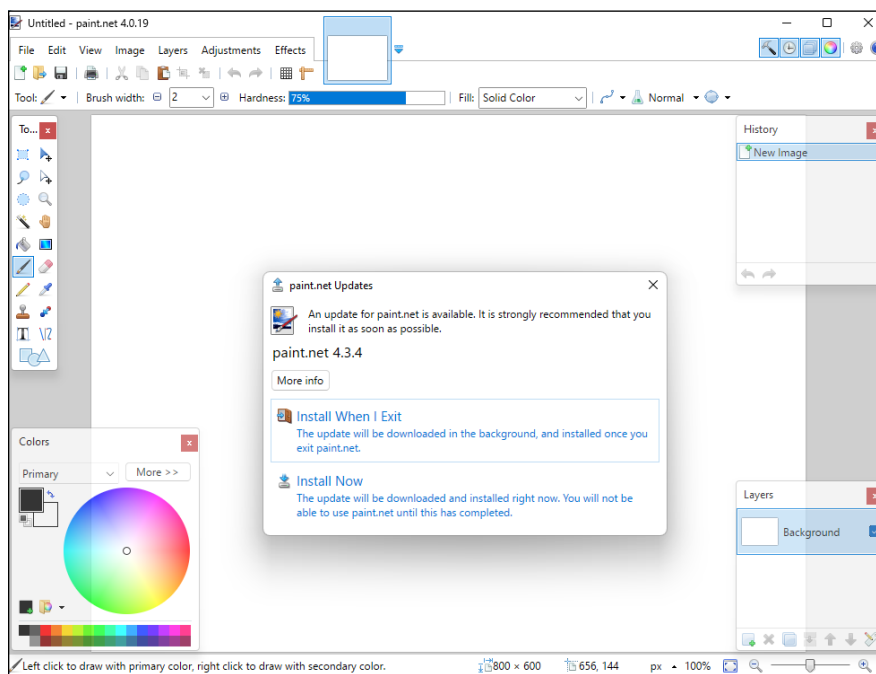 Untitled - paint.net 4.0.19
File Edit View Image Layers Adjustments Effects
Tool: Brush width: 2 Hardness: 75% Fill: Solid Color Normal
To...
History
New Image
paint.net Updates
An update for paint.net is available. It is strongly recommended that you
install it as soon as possible.
paint.net 4.3.4
More info
Install When I Exit
The update will be downloaded in the background, and installed once you
exit paint.net.
Install Now
The update will be downloaded and installed right now. You will not be
able to use paint.net until this has completed.
Colors
Primary More >>
Layers
Background
Left click to draw with primary color, right click to draw with secondary color. 800 × 600 656, 144 px 100%